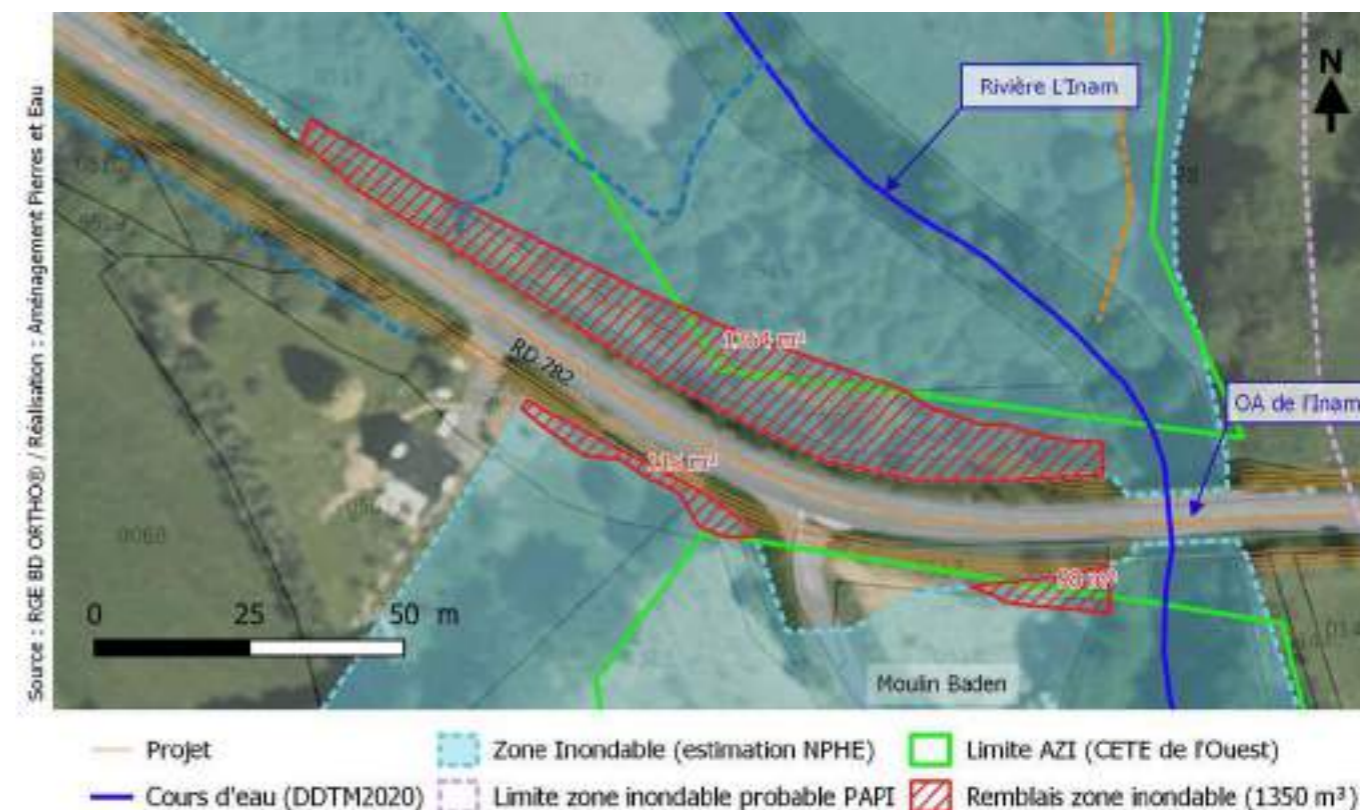 Source : RGE BD ORTHO® / Réalisation : Aménagement Pierres et Eau
Rivière L'Inam
N
RD 782
OA de l'Inam
0060
0 25 50 m
Moulin Baden
Projet
Zone Inondable (estimation NPHE)
Limite AZI (CETE de l'Ouest)
Cours d'eau (DDTM2020)
Limite zone inondable probable PAPI
Remblais zone inondable (1350 m³)